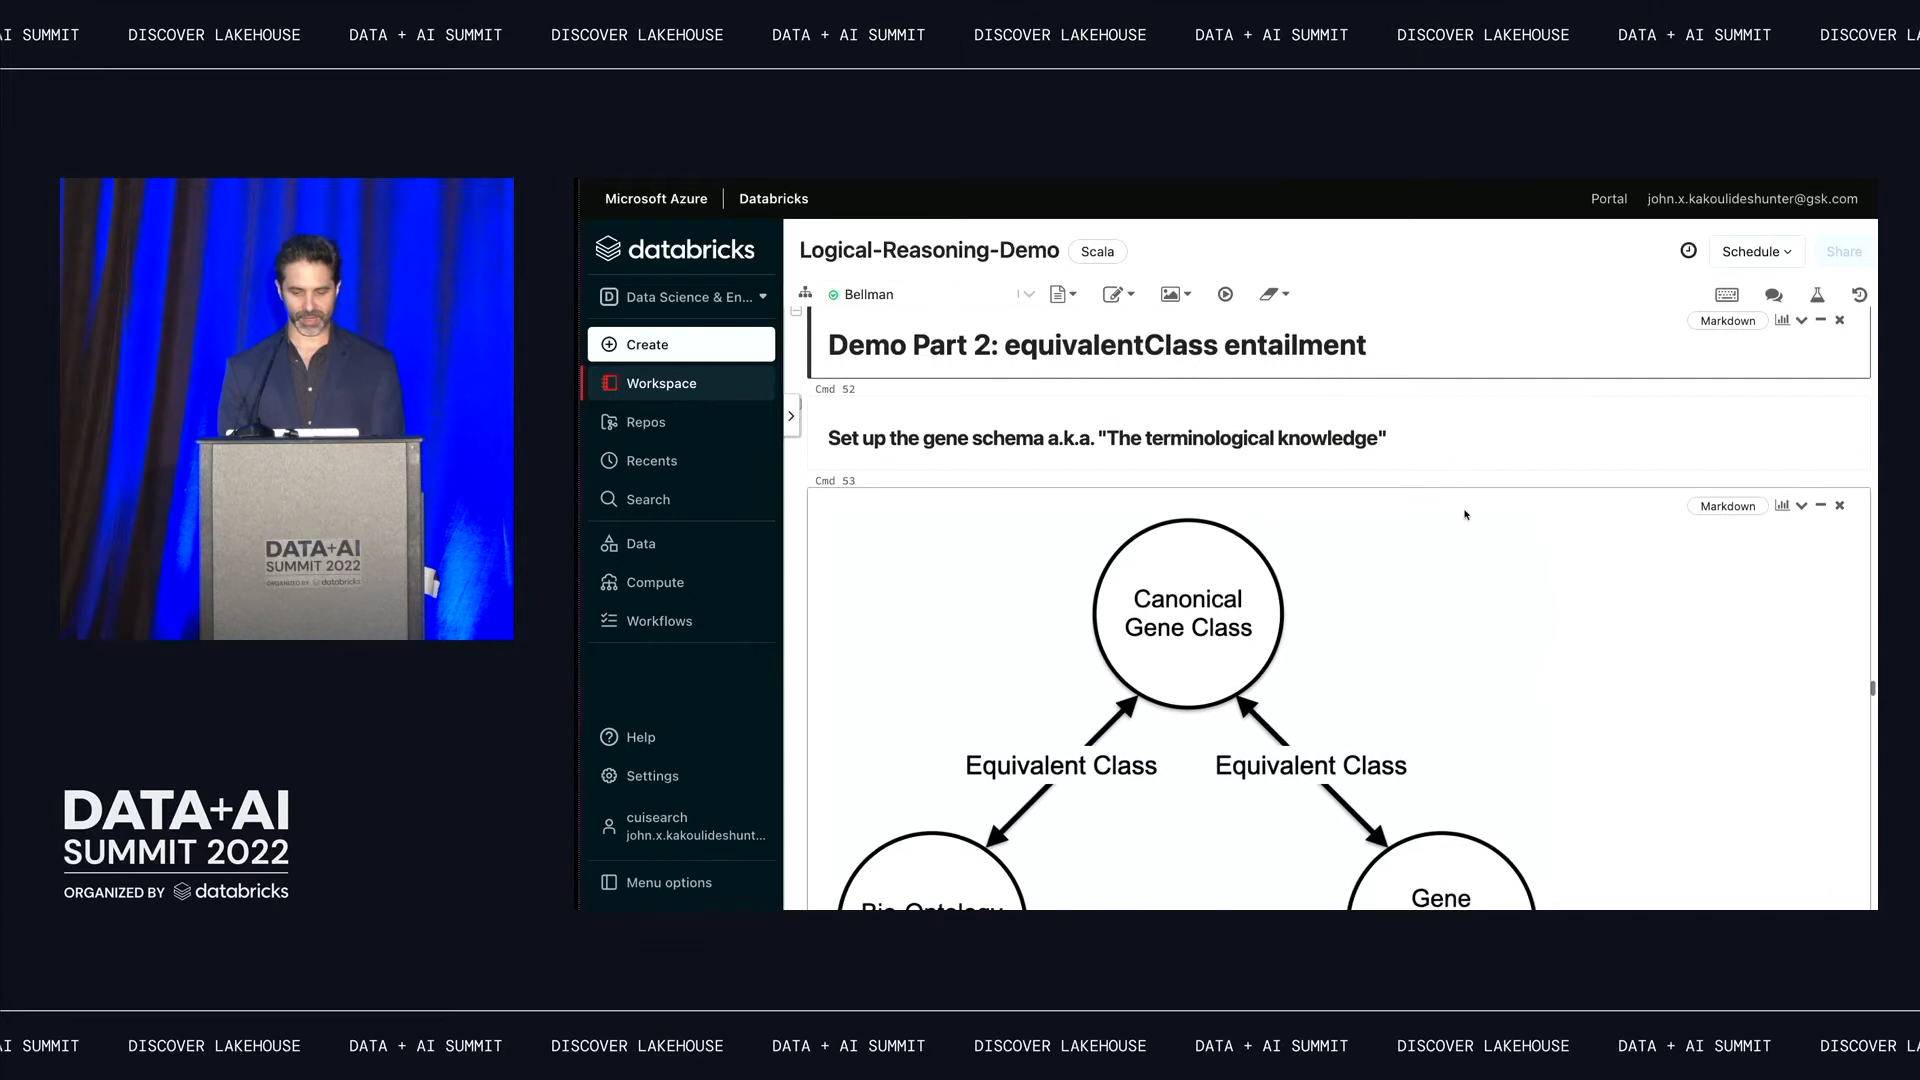 AI SUMMIT DISCOVER LAKEHOUSE DATA + AI SUMMIT DISCOVER LAKEHOUSE DATA + AI SUMMIT DISCOVER LAKEHOUSE DATA + AI SUMMIT DISCOVER LAKEHOUSE DATA + AI SUMMIT DISCOVER
DATA+AI
SUMMIT 2022
ORGANIZED BY databricks
DATA+AI
SUMMIT 2022
ORGANIZED BY databricks
Microsoft Azure Databricks
Portal john.x.kakoulideshunter@gsk.com
databricks
Data Science & En...
Create
Workspace
Repos
Recents
Search
Data
Compute
Workflows
Help
Settings
cuisearch
john.x.kakoulideshunt...
Menu options
Logical-Reasoning-Demo Scala
Schedule
Share
Bellman
Markdown
Demo Part 2: equivalentClass entailment
Cmd 52
Set up the gene schema a.k.a. "The terminological knowledge"
Cmd 53
Markdown
Canonical
Gene Class
Equivalent Class Equivalent Class
Bio Ontology
Gene
AI SUMMIT DISCOVER LAKEHOUSE DATA + AI SUMMIT DISCOVER LAKEHOUSE DATA + AI SUMMIT DISCOVER LAKEHOUSE DATA + AI SUMMIT DISCOVER LAKEHOUSE DATA + AI SUMMIT DISCOVER